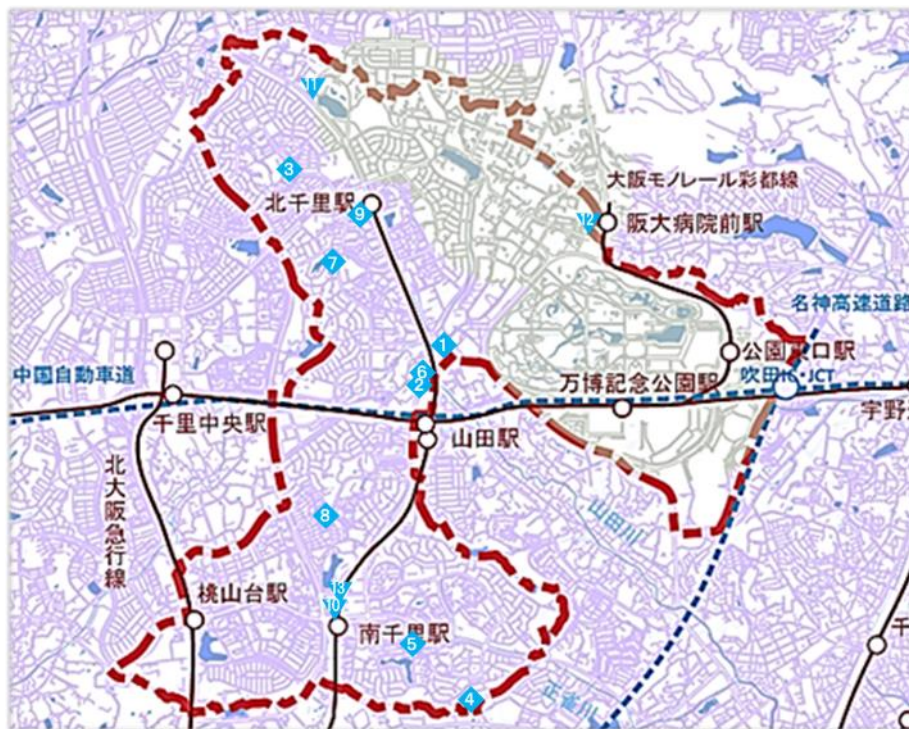 11
3
大阪モノレール彩都線
北千里駅
9
12
阪大病院前駅
7
名神高速道路
1
公園東口駅
中国自動車道
6
2
万博記念公園駅
吹田IC・JCT
千里中央駅
山田駅
宇野
北大阪急行線
8
山田川
桃山台駅
13
10
南千里駅
5
千
正雀川
4